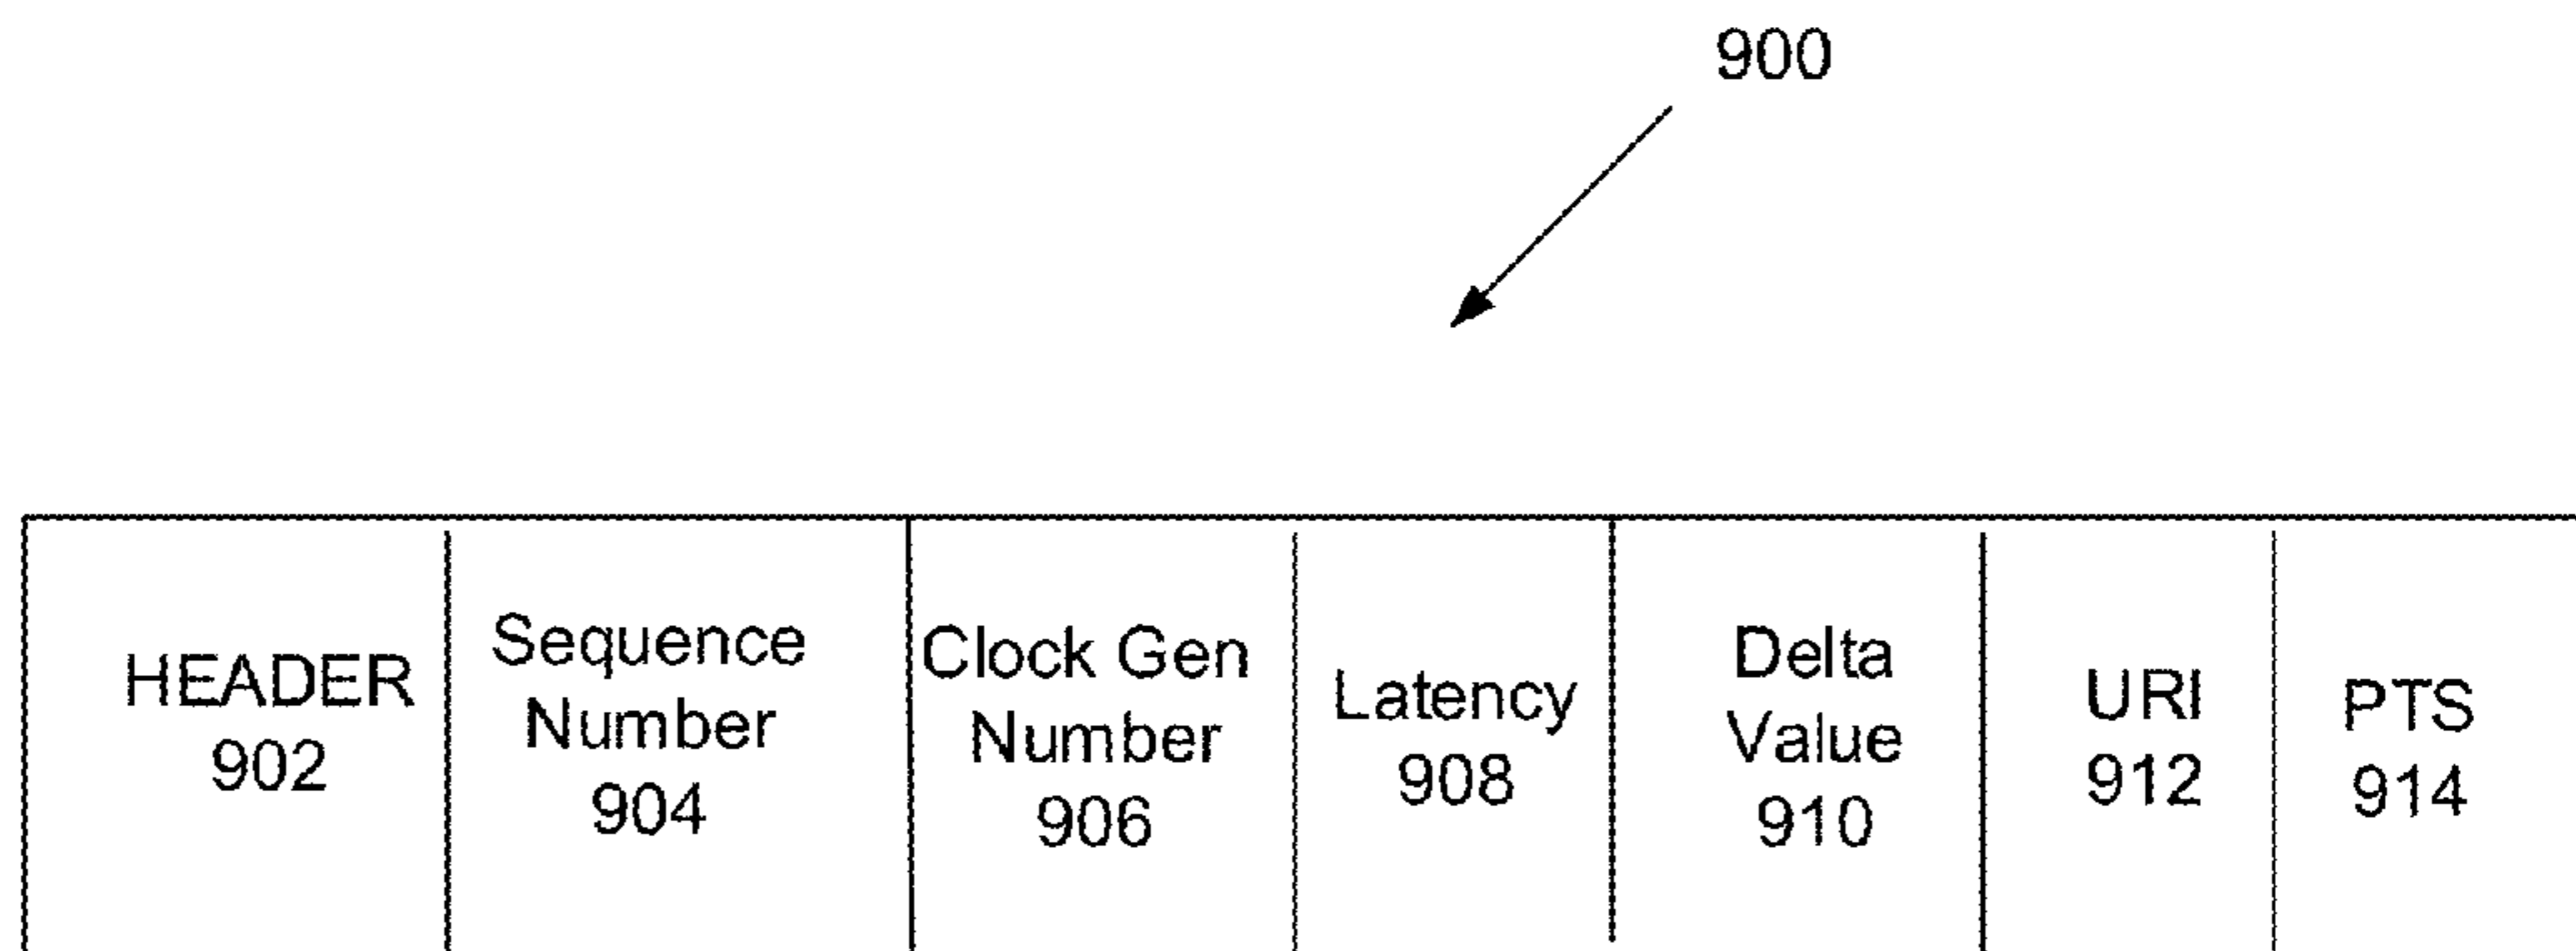 900
HEADER
902
Sequence
Number
904
Clock Gen
Number
906
Latency
908
Delta
Value
910
URI
912
PTS
914